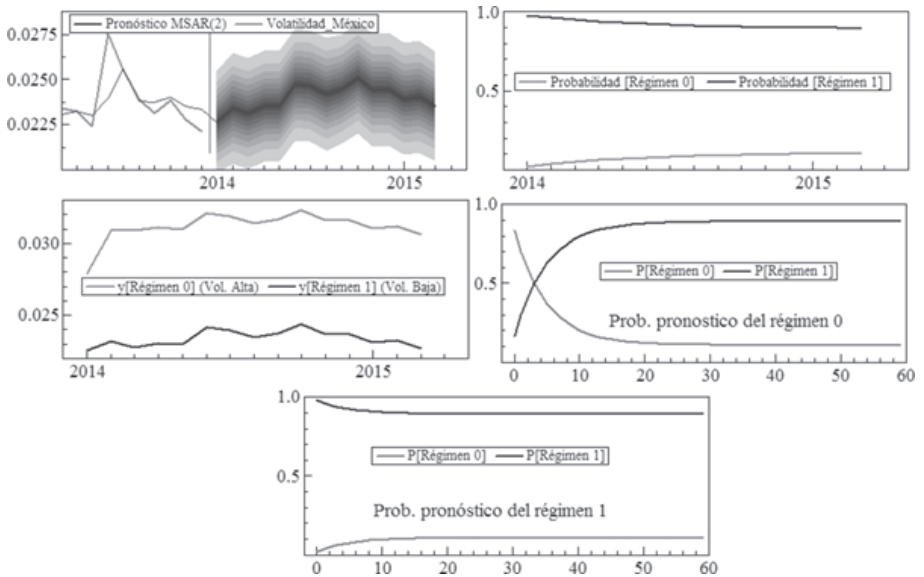 Pronóstico MSAR(2) Volatilidad_México
0.0275
0.0250
0.0225
2014 2015
1.0
0.5
Probabilidad [Régimen 0] Probabilidad [Régimen 1]
2014 2015
0.030
0.025
y[Régimen 0] (Vol. Alta) y[Régimen 1] (Vol. Baja)
2014 2015
1.0
0.5
P[Régimen 0] P[Régimen 1]
Prob. pronostico del régimen 0
0 10 20 30 40 50 60
1.0
0.5
P[Régimen 0] P[Régimen 1]
Prob. pronóstico del régimen 1
0 10 20 30 40 50 60